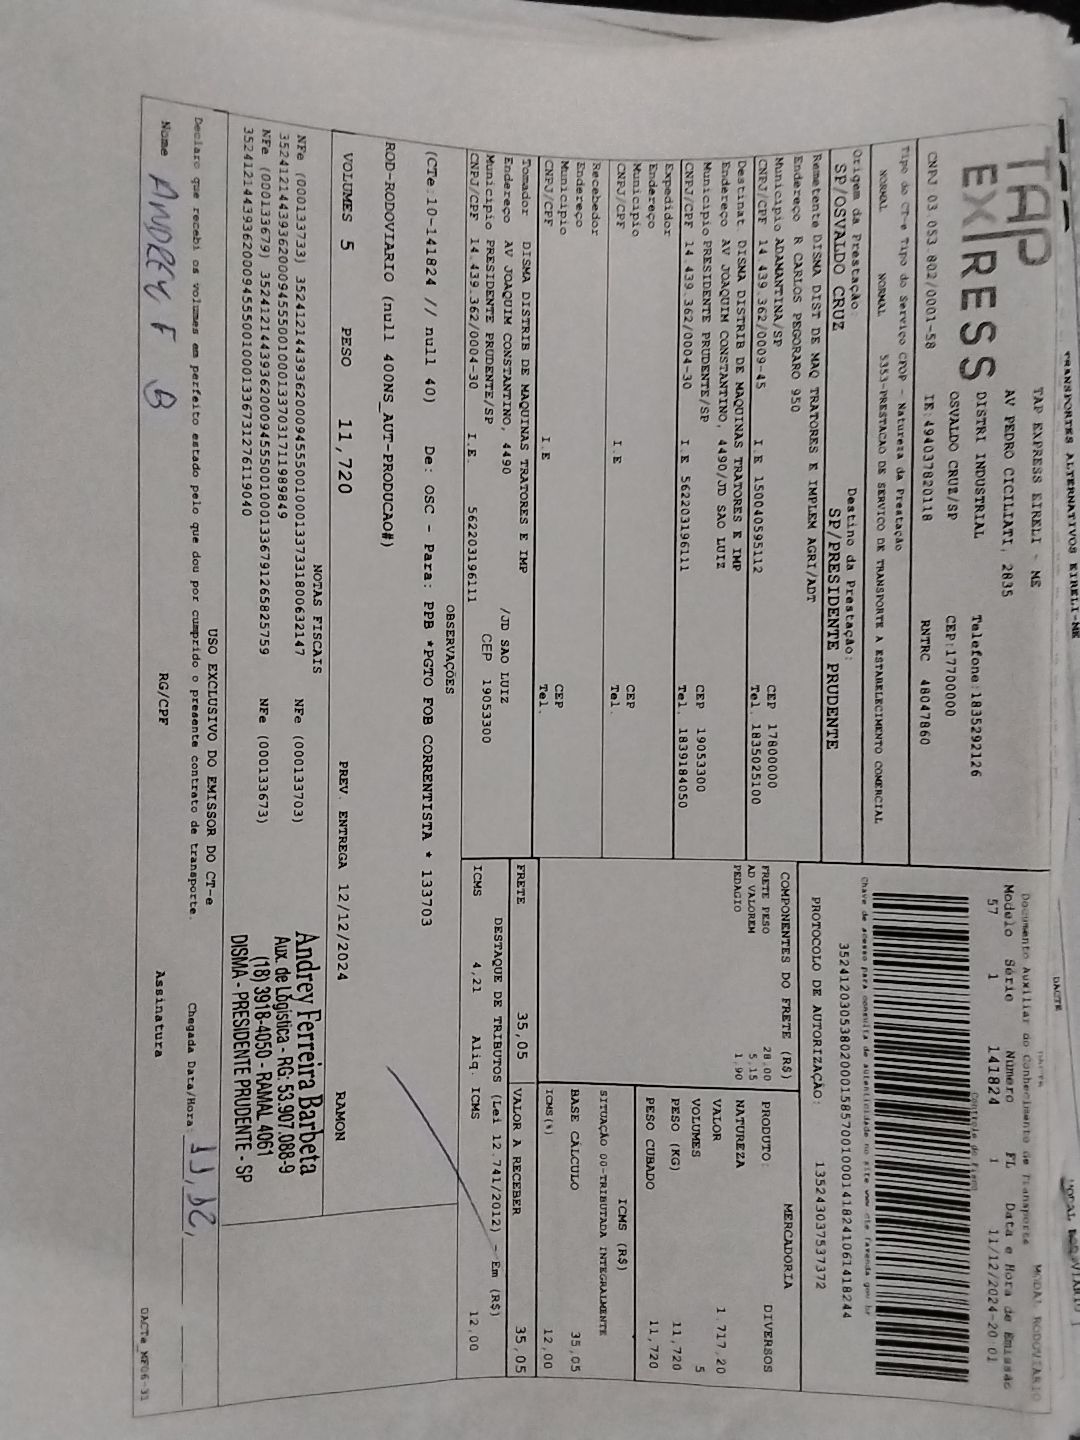 TRANSPORTES ALTERNATIVOS EIRELI-ME
DACTE
TAP
EXPRESS
TAP EXPRESS EIRELI - ME
AV PEDRO CICILIATI, 2835
DISTRI INDUSTRIAL
Telefone:1835292126
OSVALDO CRUZ/SP
CEP:17700000
CNPJ:03.053.802/0001-58
IE:494037820118
RNTRC 48047860
DACTE
MODAL RODOVIARIO
Documento Auxiliar do Conhecimento de Transporte
Controle do Fisco
Modelo Série Número FL Data e Hora de Emissão
57 1 141824 1 11/12/2024-20:01
Tipo do CT-e Tipo do Serviço CFOP - Natureza da Prestação
NORMAL NORMAL 5353-PRESTACAO DE SERVICO DE TRANSPORTE A ESTABELECIMENTO COMERCIAL
Chave de acesso para consulta de autenticidade no site www.cte.fazenda.gov.br
35241203053802000158570010001418241061418244
Origem da Prestação:
SP/OSVALDO CRUZ
Destino da Prestação:
SP/PRESIDENTE PRUDENTE
PROTOCOLO DE AUTORIZAÇÃO: 135243037537372
Remetente DISMA DIST DE MAQ TRATORES E IMPLEM AGRI/ADT
Endereço R CARLOS PEGORARO 950
Município ADAMANTINA/SP CEP 17800000
CNPJ/CPF 14.439.362/0009-45 I.E 150040595112 Tel. 1835025100
Destinat. DISMA DISTRIB DE MAQUINAS TRATORES E IMP
Endereço AV JOAQUIM CONSTANTINO, 4490/JD SAO LUIZ
Município PRESIDENTE PRUDENTE/SP CEP 19053300
CNPJ/CPF 14.439.362/0004-30 I.E 562203196111 Tel. 1839184050
Expedidor
Endereço
Município CEP
CNPJ/CPF I.E Tel.
Recebedor
Endereço
Município CEP
CNPJ/CPF I.E Tel.
Tomador DISMA DISTRIB DE MAQUINAS TRATORES E IMP
Endereço AV JOAQUIM CONSTANTINO, 4490 /JD SAO LUIZ
Município PRESIDENTE PRUDENTE/SP CEP 19053300
CNPJ/CPF 14.439.362/0004-30 I.E. 562203196111
COMPONENTES DO FRETE (R$)
FRETE PESO 28,00
AD VALOREM 5,15
PEDAGIO 1,90
MERCADORIA
PRODUTO: DIVERSOS
NATUREZA
VALOR 1.717,20
VOLUMES 5
PESO (KG) 11,720
PESO CUBADO 11,720
ICMS (R$)
SITUAÇÃO 00-TRIBUTADA INTEGRALMENTE
BASE CÁLCULO 35,05
ICMS(%) 12,00
FRETE 35,05 VALOR A RECEBER 35,05
DESTAQUE DE TRIBUTOS (Lei 12.741/2012) - Em (R$)
ICMS 4,21 Aliq. ICMS 12,00
OBSERVAÇÕES
(CTe:10-141824 // null 40) De: OSC - Para: PPB *PGTO FOB CORRENTISTA * 133703
ROD-RODOVIARIO (null 400NS_AUT-PRODUCAO#)
VOLUMES 5 PESO 11,720 PREV. ENTREGA 12/12/2024 RAMON
NOTAS FISCAIS
NFe (000133733) 35241214439362000945550010001337331800632147 NFe (000133703)
35241214439362000945550010001337031711989849
NFe (000133679) 35241214439362000945550010001336791265825759 NFe (000133673)
35241214439362000945550010001336731276119040
Andrey Ferreira Barbeta
Aux. de Logística - RG: 53.907.088-9
(18) 3918-4050 - RAMAL 4061
DISMA - PRESIDENTE PRUDENTE - SP
USO EXCLUSIVO DO EMISSOR DO CT-e
Declaro que recebi os volumes em perfeito estado pelo que dou por cumprido o presente contrato de transporte. Chegada Data/Hora:
Nome ANDREY F B RG/CPF Assinatura
DACTe_MF06-31